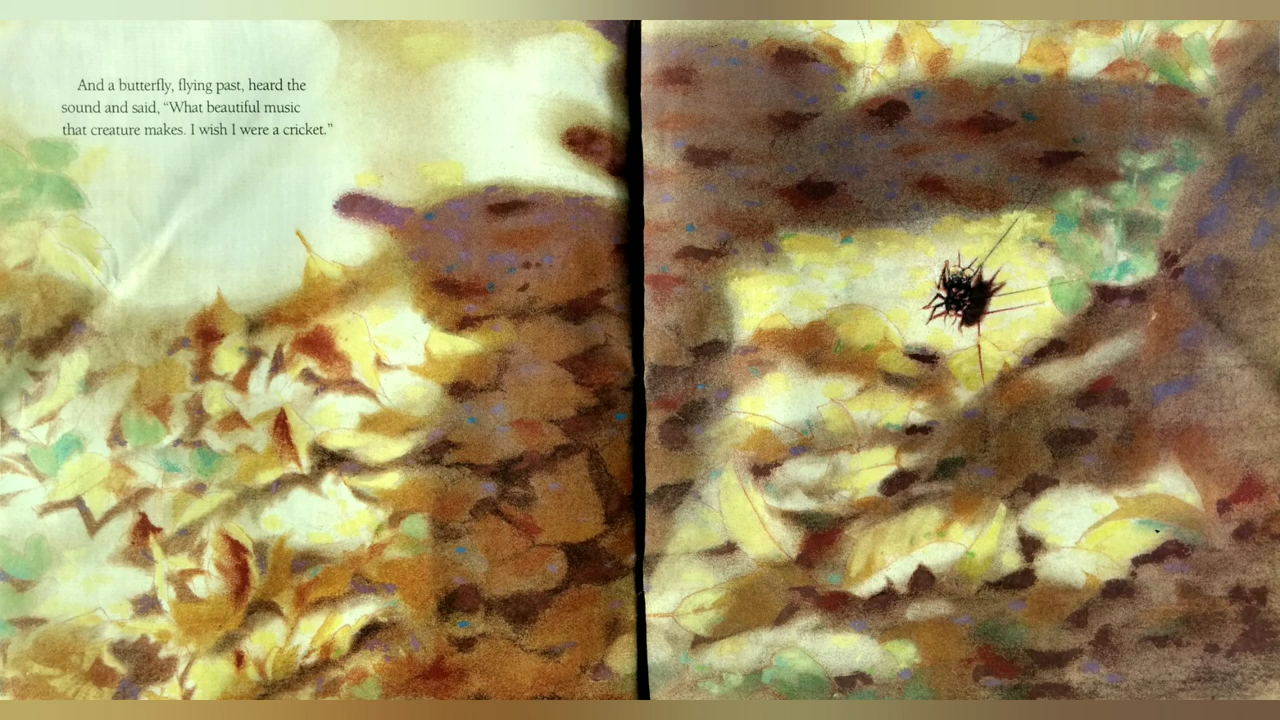 And a butterfly, flying past, heard the
sound and said, “What beautiful music
that creature makes. I wish I were a cricket.”